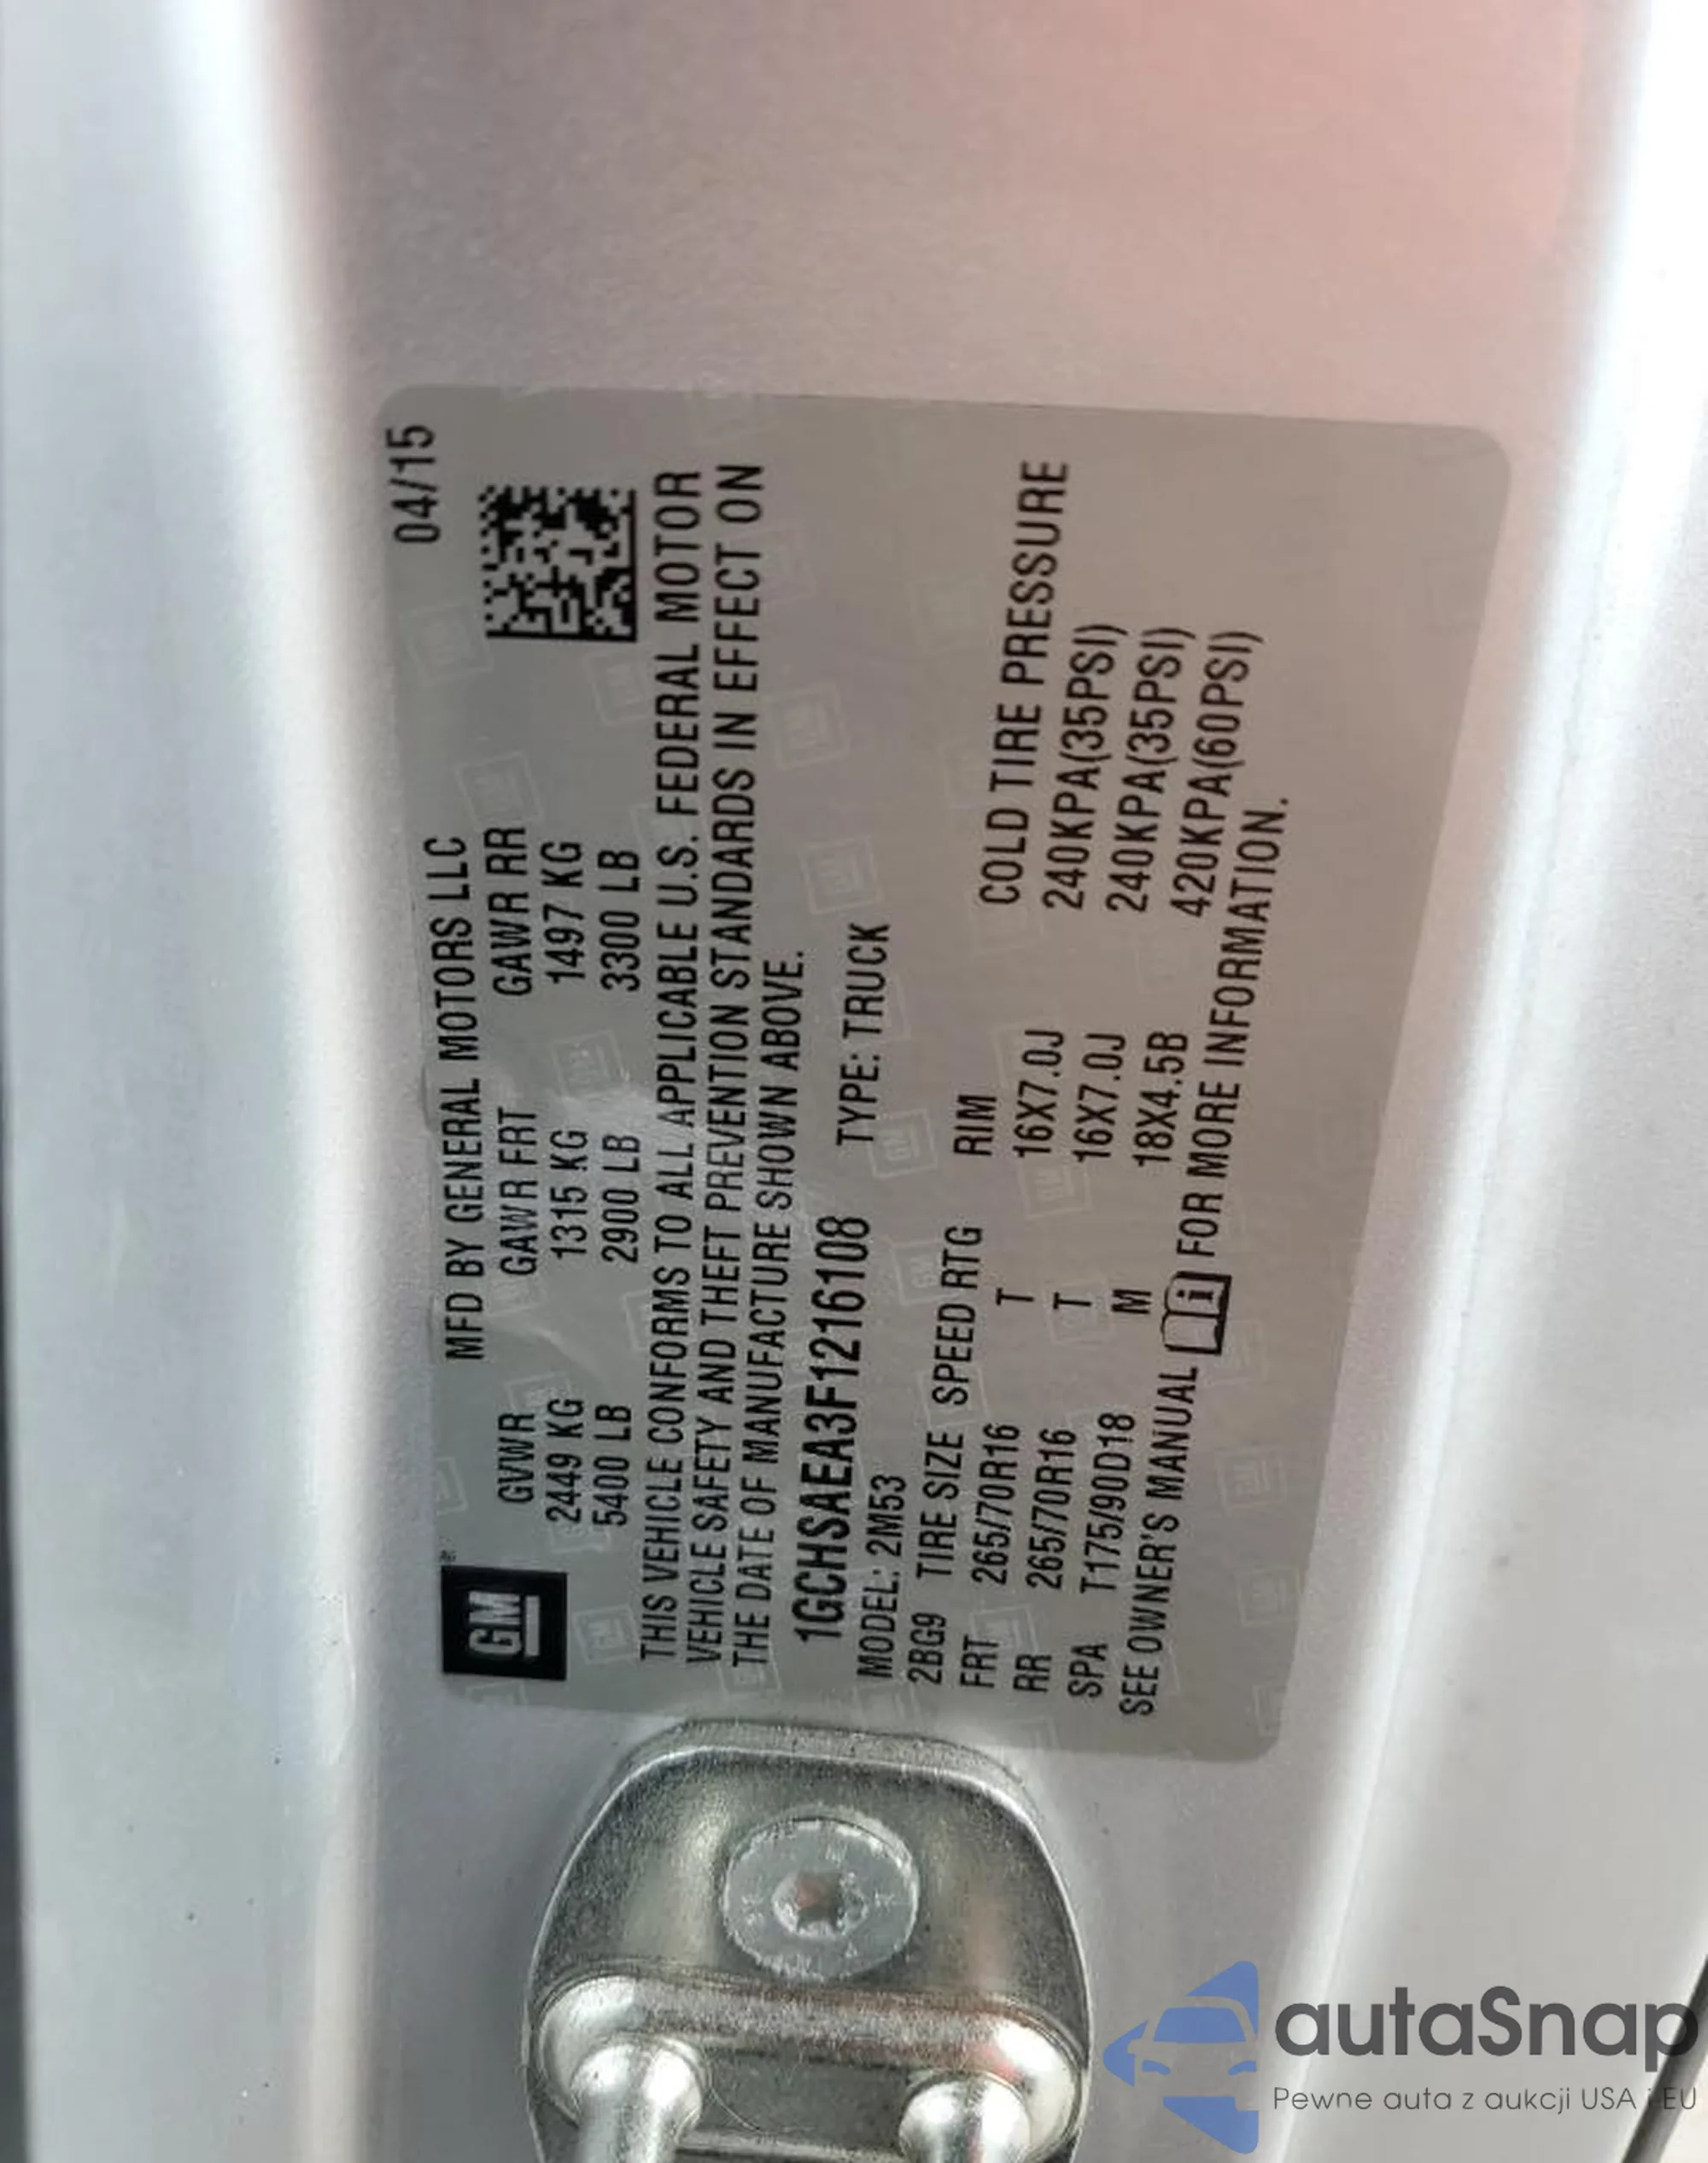 04/15
MFD BY GENERAL MOTORS LLC
GM
GVWR GAWR FRT GAWR RR
2449 KG 1315 KG 1497 KG
5400 LB 2900 LB 3300 LB
THIS VEHICLE CONFORMS TO ALL APPLICABLE U.S. FEDERAL MOTOR
VEHICLE SAFETY AND THEFT PREVENTION STANDARDS IN EFFECT ON
THE DATE OF MANUFACTURE SHOWN ABOVE.
1GCHSAEA3F1216108 TYPE: TRUCK
MODEL: 2M53
2BG9 TIRE SIZE SPEED RTG RIM COLD TIRE PRESSURE
FRT 265/70R16 T 16X7.0J 240KPA(35PSI)
RR 265/70R16 T 16X7.0J 240KPA(35PSI)
SPA T175/90D18 M 18X4.5B 420KPA(60PSI)
SEE OWNER'S MANUAL i FOR MORE INFORMATION.
autaSnap
Pewne auta z aukcji USA i EU